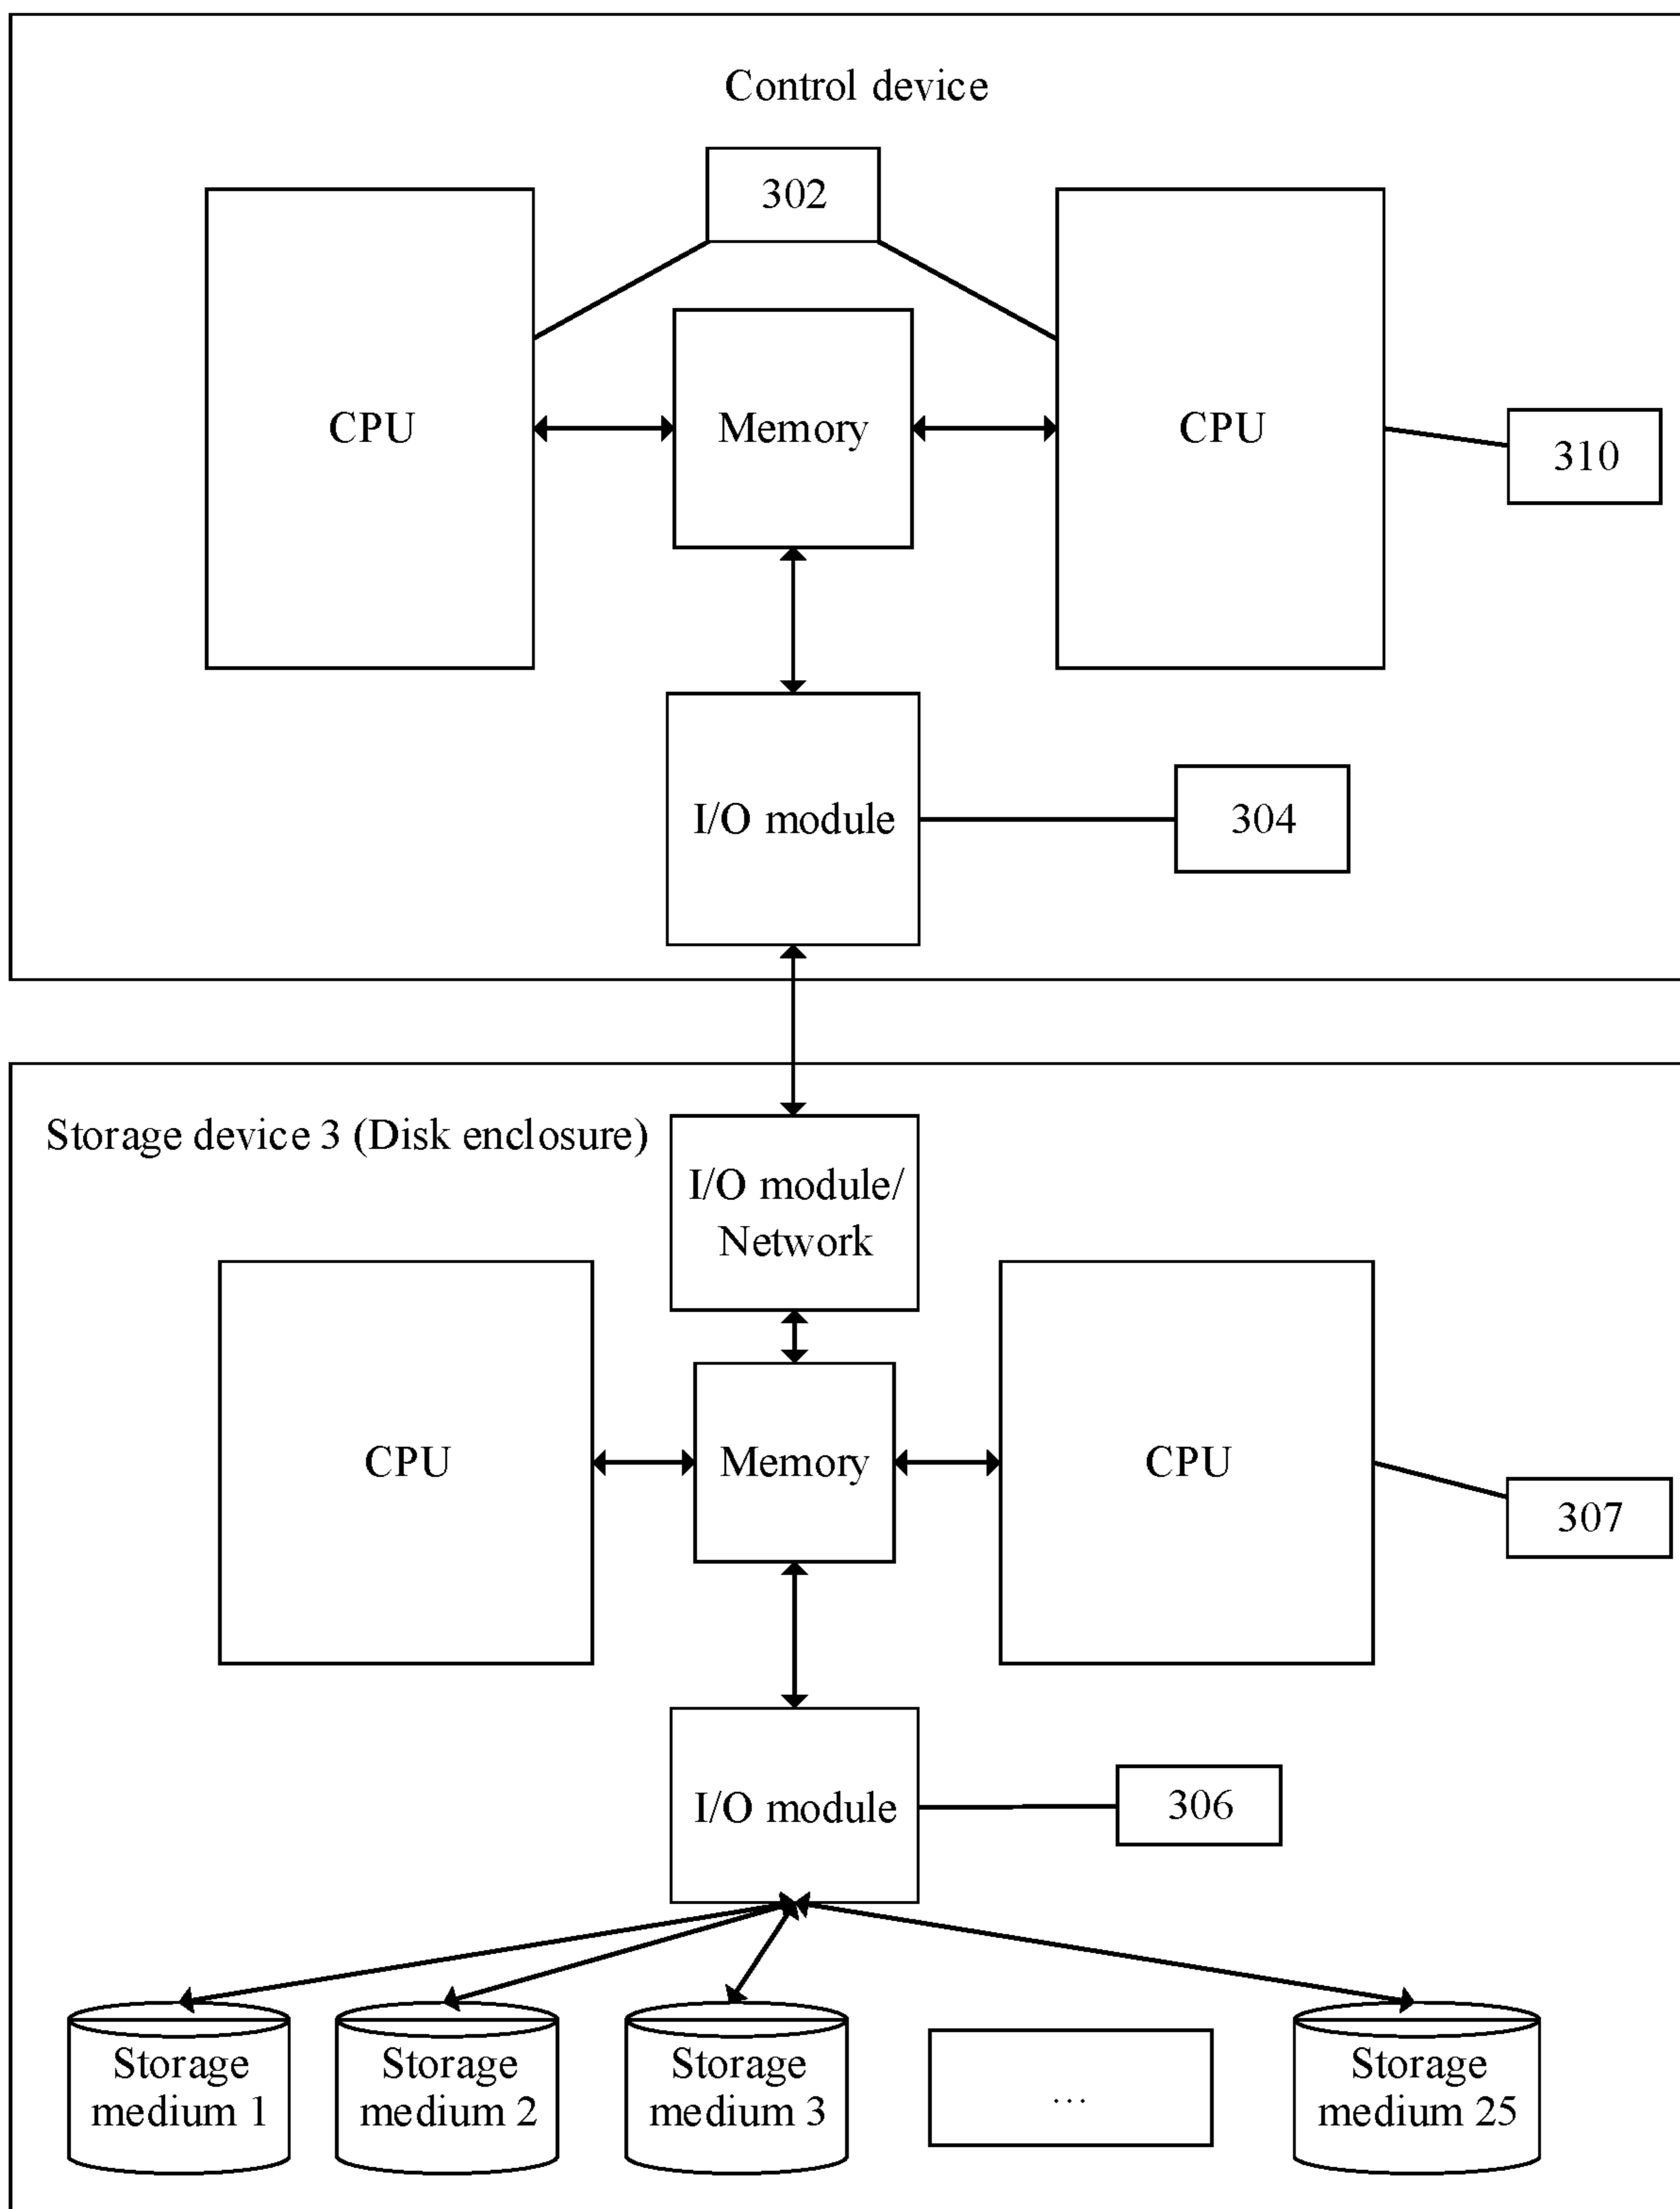 Control device
302
CPU
Memory
CPU
310
I/O module
304
Storage device 3 (Disk enclosure)
I/O module/
Network
CPU
Memory
CPU
307
I/O module
306
Storage
medium 1
Storage
medium 2
Storage
medium 3
...
Storage
medium 25